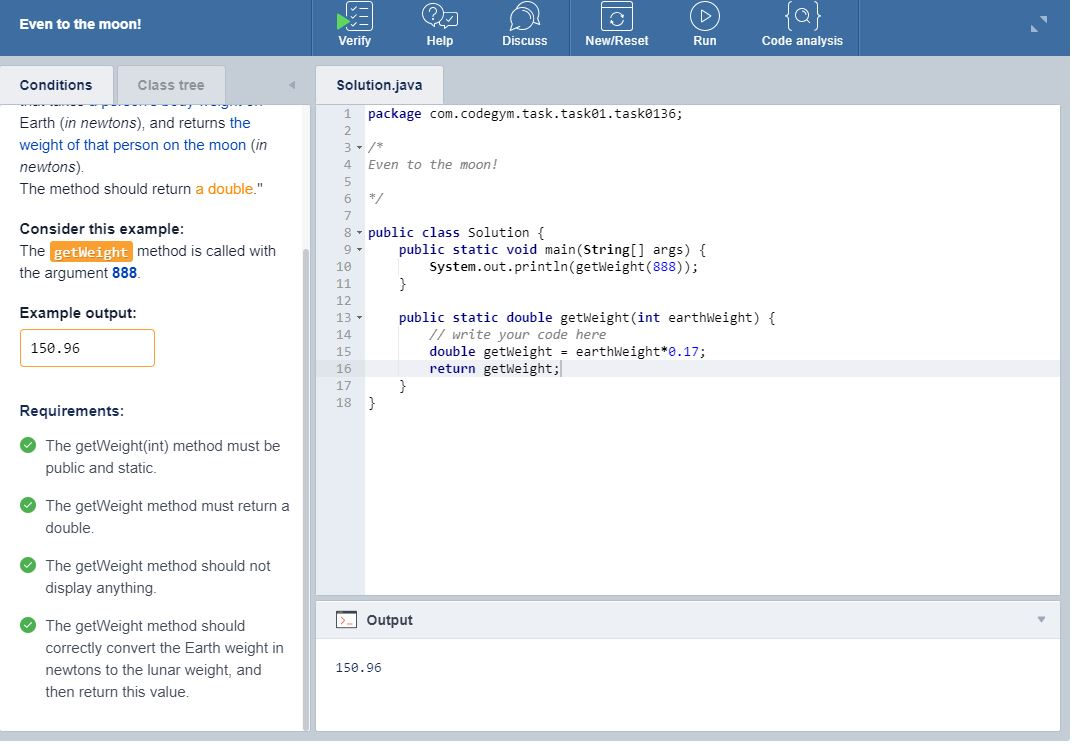 Even to the moon!
Verify
Help
Discuss
New/Reset
Run
Code analysis
Conditions
Class tree
Solution.java
that takes a person's body weight on
Earth (in newtons), and returns the
weight of that person on the moon (in
newtons).
The method should return a double."
Consider this example:
The getWeight method is called with
the argument 888.
Example output:
150.96
Requirements:
The getWeight(int) method must be
public and static.
The getWeight method must return a
double.
The getWeight method should not
display anything.
The getWeight method should
correctly convert the Earth weight in
newtons to the lunar weight, and
then return this value.
1 package com.codegym.task.task01.task0136;
2
3 /*
4 Even to the moon!
5
6 */
7
8 public class Solution {
9 public static void main(String[] args) {
10 System.out.println(getWeight(888));
11 }
12
13 public static double getWeight(int earthWeight) {
14 // write your code here
15 double getWeight = earthWeight*0.17;
16 return getWeight;
17 }
18 }
Output
150.96